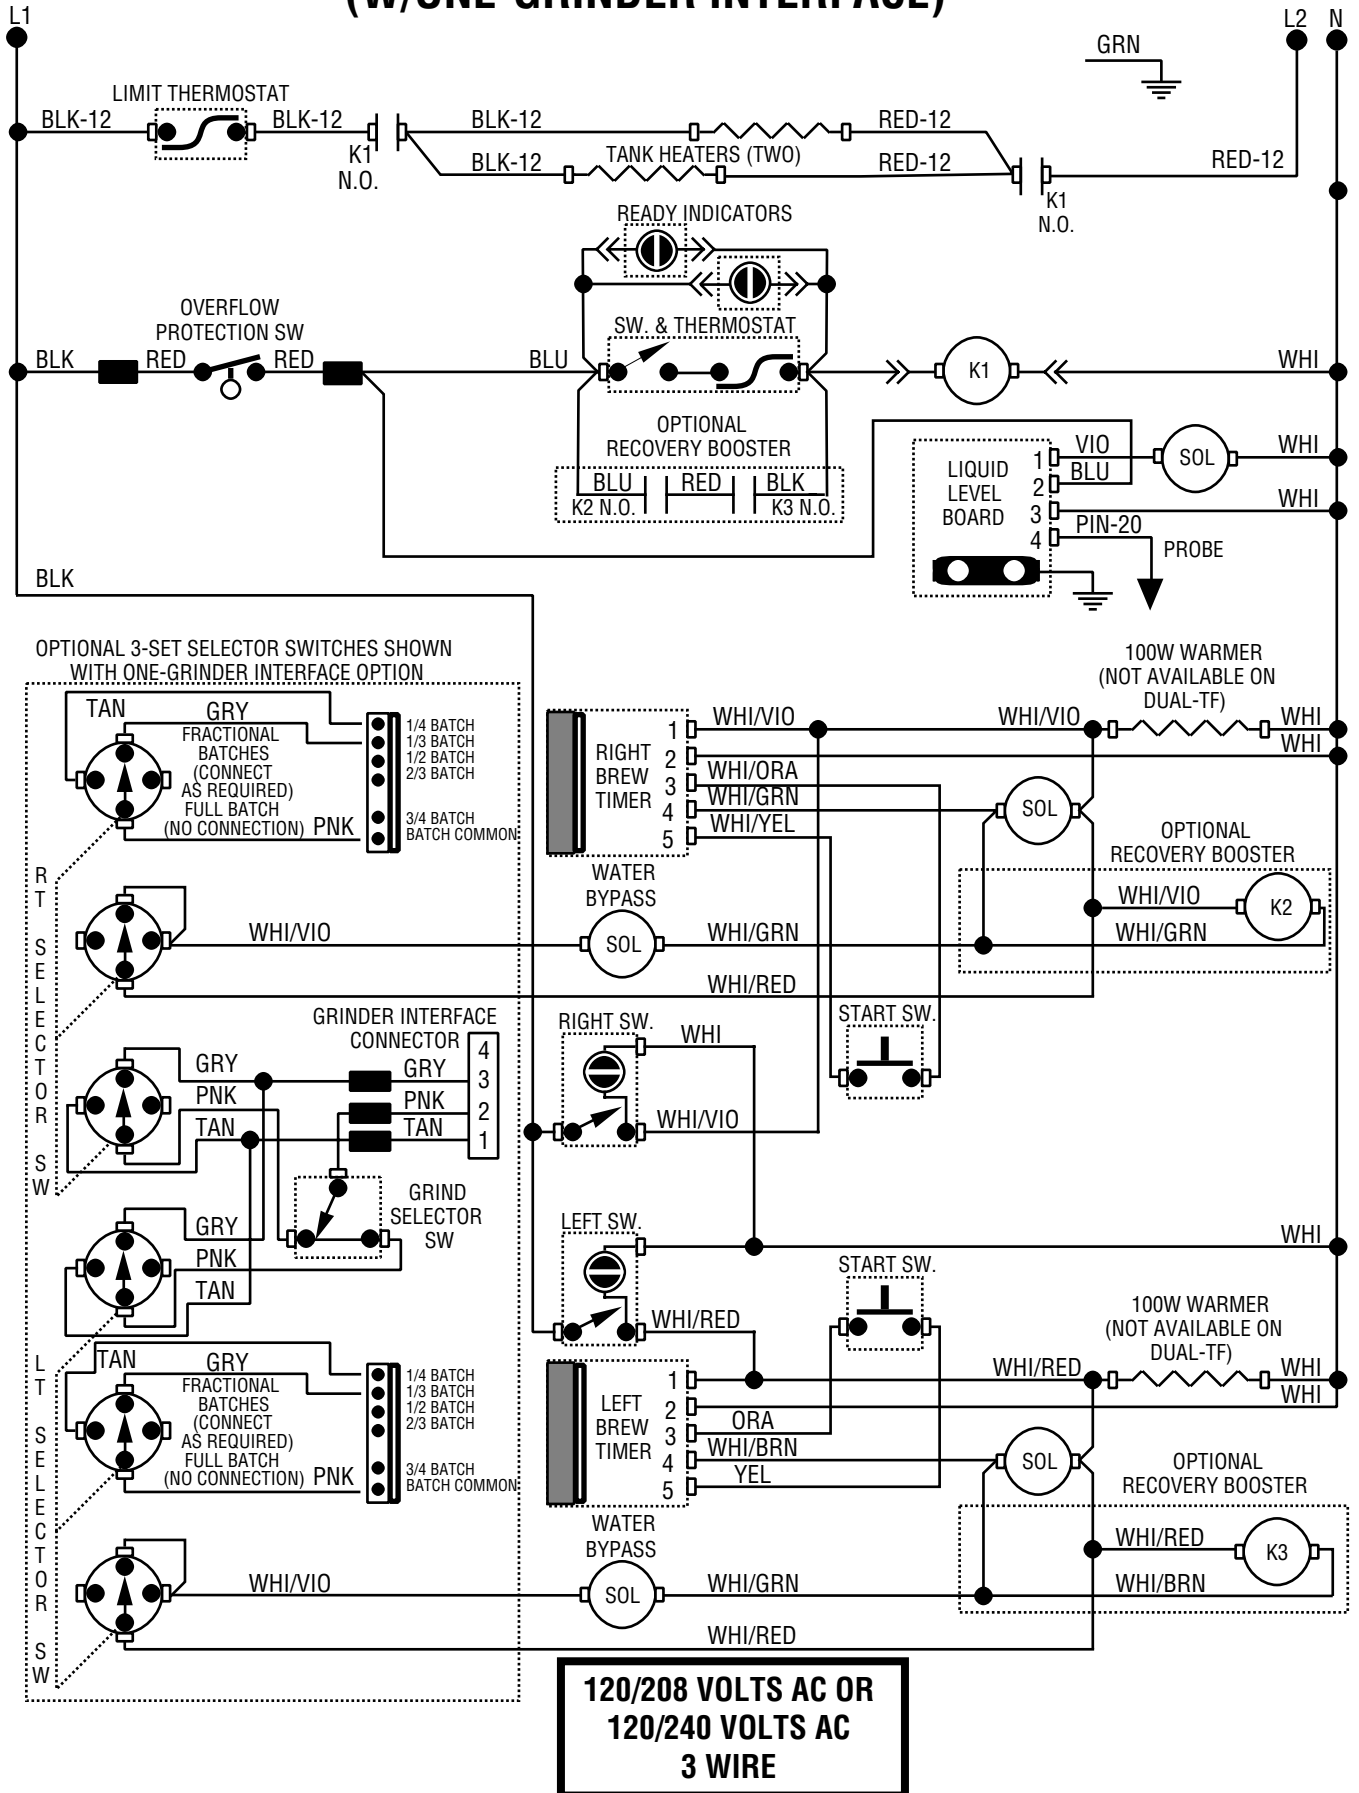 (W/ONE-GRINDER INTERFACE)
L1
L2 N
GRN
LIMIT THERMOSTAT
BLK-12
BLK-12
K1
N.O.
BLK-12
RED-12
BLK-12
TANK HEATERS (TWO)
RED-12
RED-12
K1
N.O.
READY INDICATORS
OVERFLOW
PROTECTION SW
SW. & THERMOSTAT
BLK
RED
RED
BLU
K1
WHI
OPTIONAL
RECOVERY BOOSTER
BLU
RED
BLK
K2 N.O.
K3 N.O.
LIQUID
LEVEL
BOARD
1
2
3
4
VIO
BLU
SOL
WHI
WHI
PIN-20
PROBE
BLK
OPTIONAL 3-SET SELECTOR SWITCHES SHOWN
WITH ONE-GRINDER INTERFACE OPTION
TAN
GRY
FRACTIONAL
BATCHES
(CONNECT
AS REQUIRED)
FULL BATCH
(NO CONNECTION)
PNK
1/4 BATCH
1/3 BATCH
1/2 BATCH
2/3 BATCH
3/4 BATCH
BATCH COMMON
RIGHT
BREW
TIMER
1
2
3
4
5
WHI/VIO
WHI/ORA
WHI/GRN
WHI/YEL
WHI/VIO
100W WARMER
(NOT AVAILABLE ON
DUAL-TF)
WHI
WHI
SOL
OPTIONAL
RECOVERY BOOSTER
WHI/VIO
K2
WHI/GRN
RT SELECTOR SW
WHI/VIO
WATER
BYPASS
SOL
WHI/GRN
WHI/RED
GRINDER INTERFACE
CONNECTOR
4
3
2
1
GRY
PNK
TAN
GRY
PNK
TAN
RIGHT SW.
WHI
WHI/VIO
START SW.
GRIND
SELECTOR
SW
GRY
PNK
TAN
LEFT SW.
WHI
WHI/RED
START SW.
100W WARMER
(NOT AVAILABLE ON
DUAL-TF)
LT SELECTOR SW
TAN
GRY
FRACTIONAL
BATCHES
(CONNECT
AS REQUIRED)
FULL BATCH
(NO CONNECTION)
PNK
1/4 BATCH
1/3 BATCH
1/2 BATCH
2/3 BATCH
3/4 BATCH
BATCH COMMON
LEFT
BREW
TIMER
1
2
3
4
5
ORA
WHI/BRN
YEL
WHI/RED
WHI
WHI
SOL
OPTIONAL
RECOVERY BOOSTER
WHI/RED
K3
WHI/BRN
WHI/VIO
WATER
BYPASS
SOL
WHI/GRN
WHI/RED
120/208 VOLTS AC OR
120/240 VOLTS AC
3 WIRE